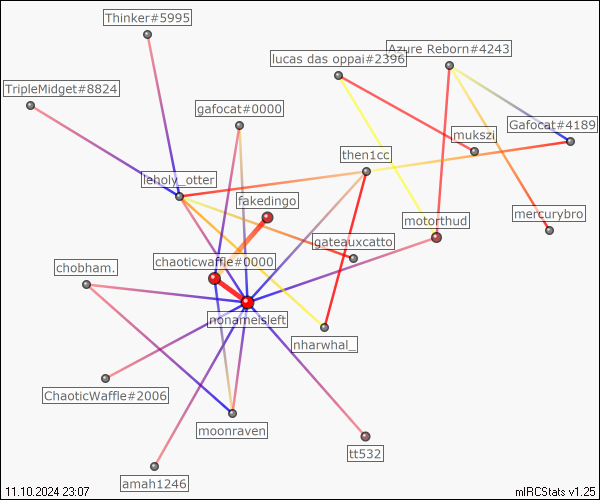 Thinker#5995
Azure Reborn#4243
lucas das oppai#2396
TripleMidget#8824
gafocat#0000
Gafocat#4189
mukszi
then1cc
leholy_otter
fakedingo
motorthud
mercurybro
gateauxcatto
chaoticwaffle#0000
chobham.
nonameisleft
nharwhal_
ChaoticWaffle#2006
moonraven
tt532
amah1246
11.10.2024 23:07
mIRCStats v1.25